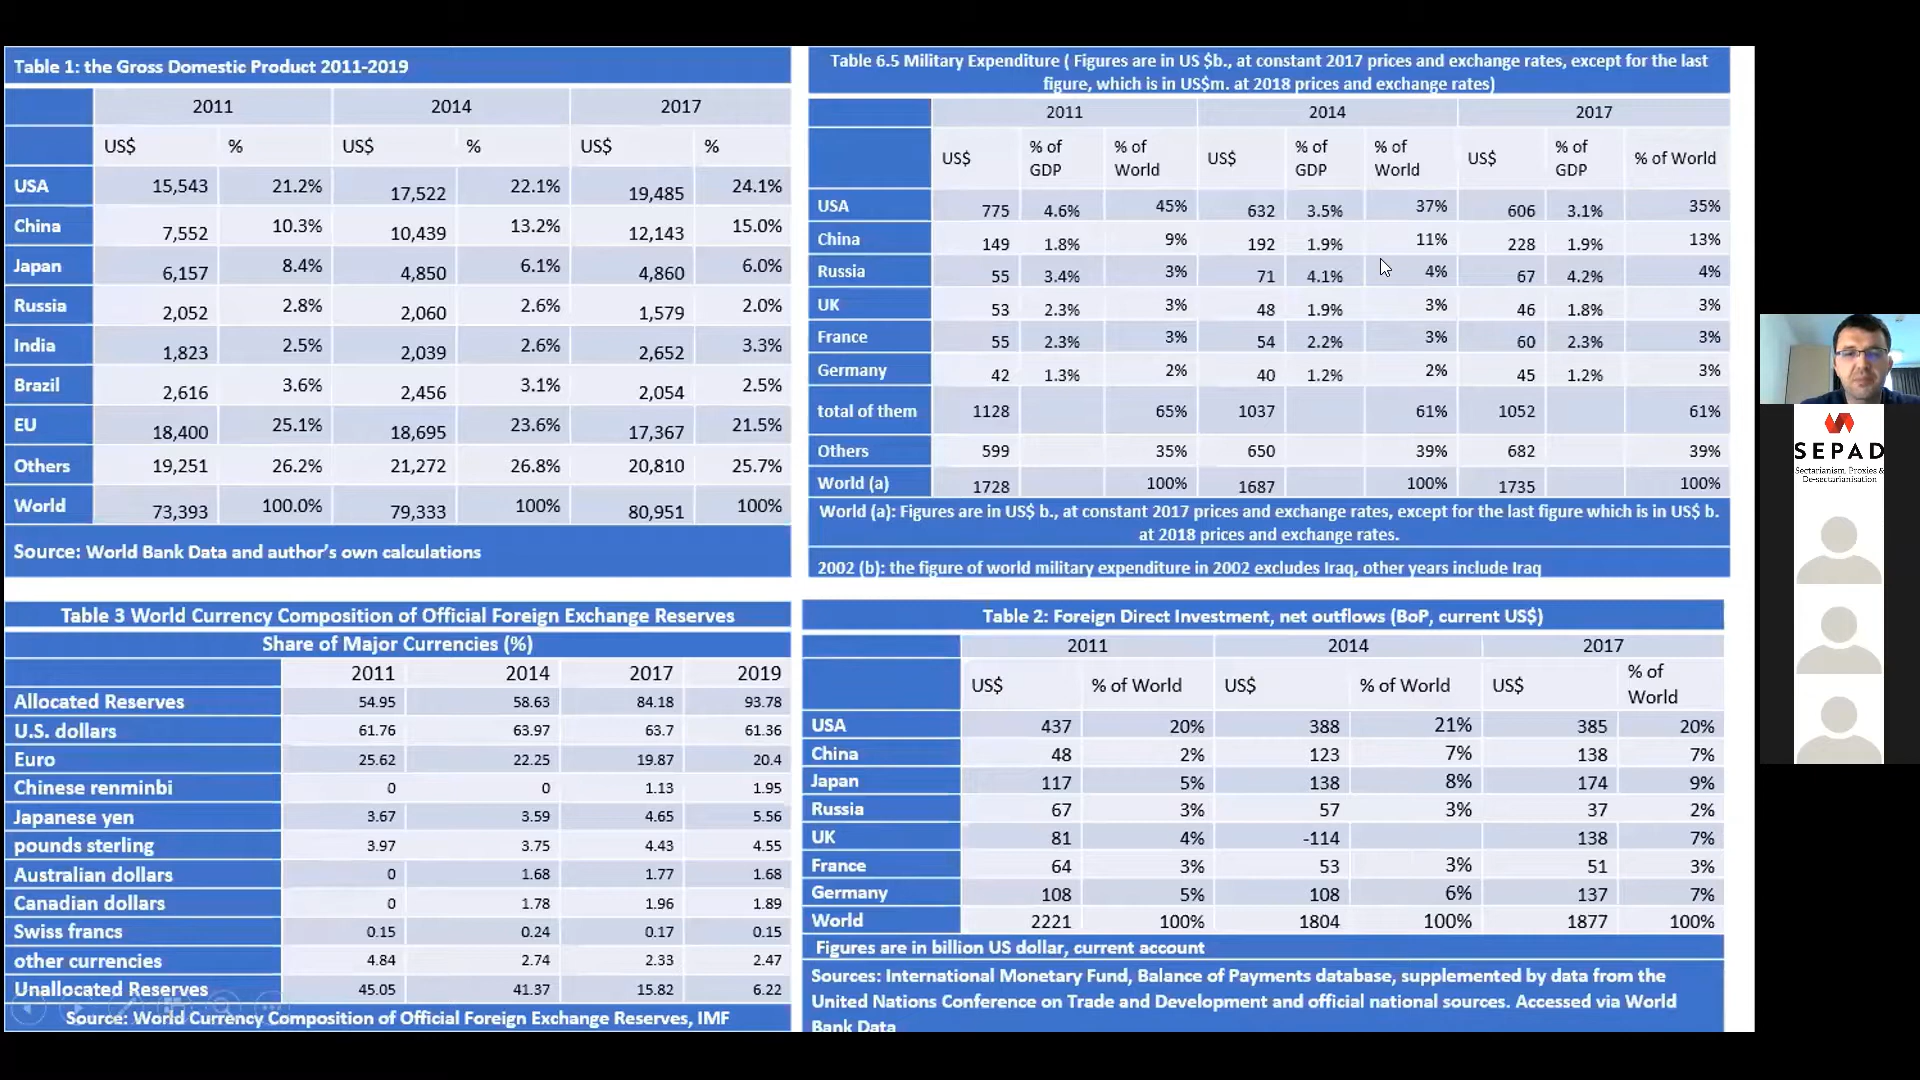 Table 1: the Gross Domestic Product 2011-2019
2011 2014 2017
US$ % US$ % US$ %
USA 15,543 21.2% 17,522 22.1% 19,485 24.1%
China 7,552 10.3% 10,439 13.2% 12,143 15.0%
Japan 6,157 8.4% 4,850 6.1% 4,860 6.0%
Russia 2,052 2.8% 2,060 2.6% 1,579 2.0%
India 1,823 2.5% 2,039 2.6% 2,652 3.3%
Brazil 2,616 3.6% 2,456 3.1% 2,054 2.5%
EU 18,400 25.1% 18,695 23.6% 17,367 21.5%
Others 19,251 26.2% 21,272 26.8% 20,810 25.7%
World 73,393 100.0% 79,333 100% 80,951 100%
Source: World Bank Data and author's own calculations
Table 6.5 Military Expenditure ( Figures are in US $b., at constant 2017 prices and exchange rates, except for the last
figure, which is in US$m. at 2018 prices and exchange rates)
2011 2014 2017
US$ % of GDP % of World US$ % of GDP % of World US$ % of GDP % of World
USA 775 4.6% 45% 632 3.5% 37% 606 3.1% 35%
China 149 1.8% 9% 192 1.9% 11% 228 1.9% 13%
Russia 55 3.4% 3% 71 4.1% 4% 67 4.2% 4%
UK 53 2.3% 3% 48 1.9% 3% 46 1.8% 3%
France 55 2.3% 3% 54 2.2% 3% 60 2.3% 3%
Germany 42 1.3% 2% 40 1.2% 2% 45 1.2% 3%
total of them 1128 65% 1037 61% 1052 61%
Others 599 35% 650 39% 682 39%
World (a) 1728 100% 1687 100% 1735 100%
World (a): Figures are in US$ b., at constant 2017 prices and exchange rates, except for the last figure which is in US$ b.
at 2018 prices and exchange rates.
2002 (b): the figure of world military expenditure in 2002 excludes Iraq, other years include Iraq
Table 3 World Currency Composition of Official Foreign Exchange Reserves
Share of Major Currencies (%)
2011 2014 2017 2019
Allocated Reserves 54.95 58.63 84.18 93.78
U.S. dollars 61.76 63.97 63.7 61.36
Euro 25.62 22.25 19.87 20.4
Chinese renminbi 0 0 1.13 1.95
Japanese yen 3.67 3.59 4.65 5.56
pounds sterling 3.97 3.75 4.43 4.55
Australian dollars 0 1.68 1.77 1.68
Canadian dollars 0 1.78 1.96 1.89
Swiss francs 0.15 0.24 0.17 0.15
other currencies 4.84 2.74 2.33 2.47
Unallocated Reserves 45.05 41.37 15.82 6.22
Source: World Currency Composition of Official Foreign Exchange Reserves, IMF
Table 2: Foreign Direct Investment, net outflows (BoP, current US$)
2011 2014 2017
US$ % of World US$ % of World US$ % of World
USA 437 20% 388 21% 385 20%
China 48 2% 123 7% 138 7%
Japan 117 5% 138 8% 174 9%
Russia 67 3% 57 3% 37 2%
UK 81 4% -114 138 7%
France 64 3% 53 3% 51 3%
Germany 108 5% 108 6% 137 7%
World 2221 100% 1804 100% 1877 100%
Figures are in billion US dollar, current account
Sources: International Monetary Fund, Balance of Payments database, supplemented by data from the
United Nations Conference on Trade and Development and official national sources. Accessed via World
Bank Data
SEPAD
Sectarianism, Proxies &
De-sectarianisation